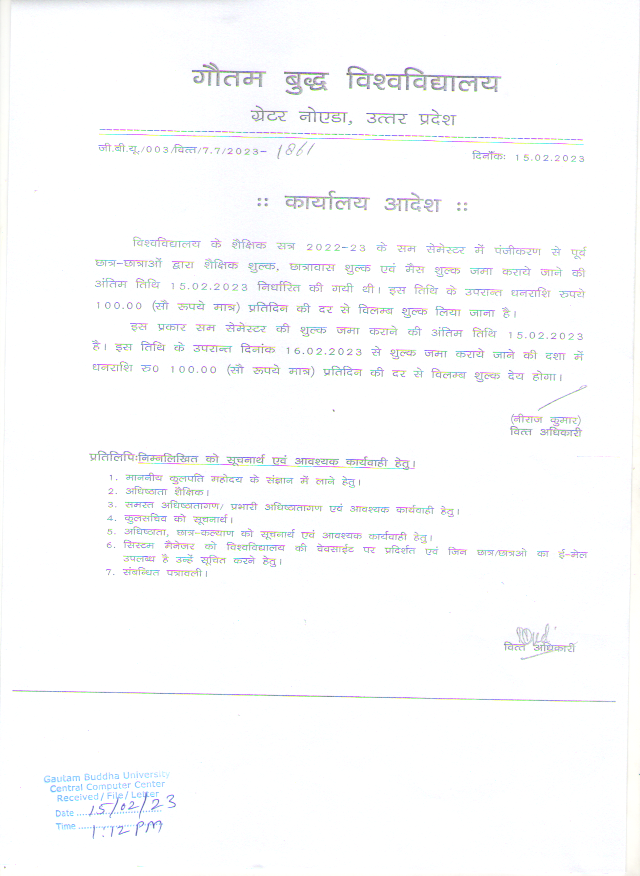 गौतम बुद्ध विश्वविद्यालय
ग्रेटर नोएडा, उत्तर प्रदेश
जी.बी.यू./003/वित्त/7.7/2023- 1861
दिनाँकः 15.02.2023
:: कार्यालय आदेश ::
विश्वविद्यालय के शैक्षिक सत्र 2022-23 के सम सेमेस्टर में पंजीकरण से पूर्व
छात्र-छात्राओं द्वारा शैक्षिक शुल्क, छात्रावास शुल्क एवं मैस शुल्क जमा कराये जाने की
अंतिम तिथि 15.02.2023 निर्धारित की गयी थी। इस तिथि के उपरान्त धनराशि रुपये
100.00 (सौ रूपये मात्र) प्रतिदिन की दर से विलम्ब शुल्क लिया जाना है।
इस प्रकार सम सेमेस्टर की शुल्क जमा कराने की अंतिम तिथि 15.02.2023
है। इस तिथि के उपरान्त दिनांक 16.02.2023 से शुल्क जमा कराये जाने की दशा में
धनराशि रु0 100.00 (सौ रूपये मात्र) प्रतिदिन की दर से विलम्ब शुल्क देय होगा।
(नीराज कुमार)
वित्त अधिकारी
प्रतिलिपिःनिम्नलिखित को सूचनार्थ एवं आवश्यक कार्यवाही हेतु।
1. माननीय कुलपति महोदय के संज्ञान में लाने हेतु।
2. अधिष्ठाता शैक्षिक।
3. समस्त अधिष्ठातागण/ प्रभारी अधिष्ठातागण एवं आवश्यक कार्यवाही हेतु।
4. कुलसचिव को सूचनार्थ।
5. अधिष्ठाता, छात्र-कल्याण को सूचनार्थ एवं आवश्यक कार्यवाही हेतु।
6. सिस्टम मैनेजर को विश्वविद्यालय की वेबसाईट पर प्रदिर्शत एवं जिन छात्र/छात्रओ का ई-मेल
उपलब्ध है उन्हें सूचित करने हेतु।
7. संबन्धित पत्रावली।
वित्त अधिकारी
Gautam Buddha University
Central Computer Center
Received / File / Letter
Date ..... 15/02/23
Time ..... 1:12 PM